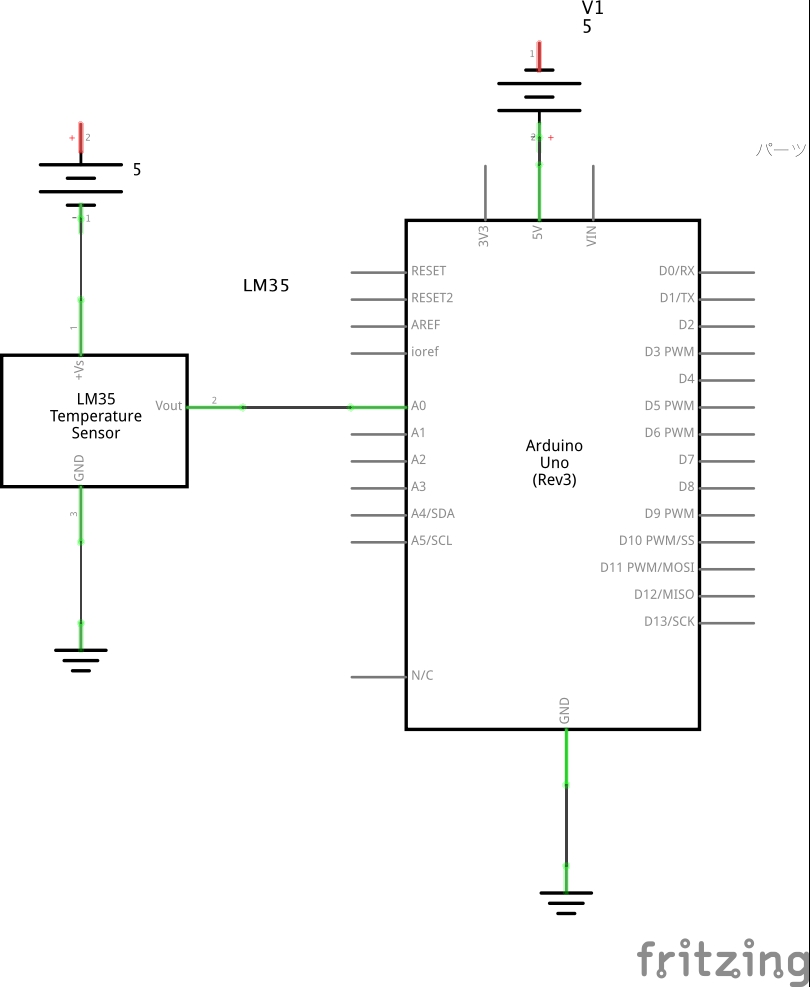 V1
5
1
2 +
パーツ
+ 2
5
- 1
3V3
5V
VIN
LM35
RESET
D0/RX
RESET2
D1/TX
AREF
D2
ioref
D3 PWM
D4
1
+Vs
LM35
Temperature
Sensor
Vout
2
GND
3
A0
D5 PWM
A1
D6 PWM
A2
D7
A3
D8
A4/SDA
D9 PWM
A5/SCL
D10 PWM/SS
D11 PWM/MOSI
D12/MISO
D13/SCK
Arduino
Uno
(Rev3)
N/C
GND
fritzing